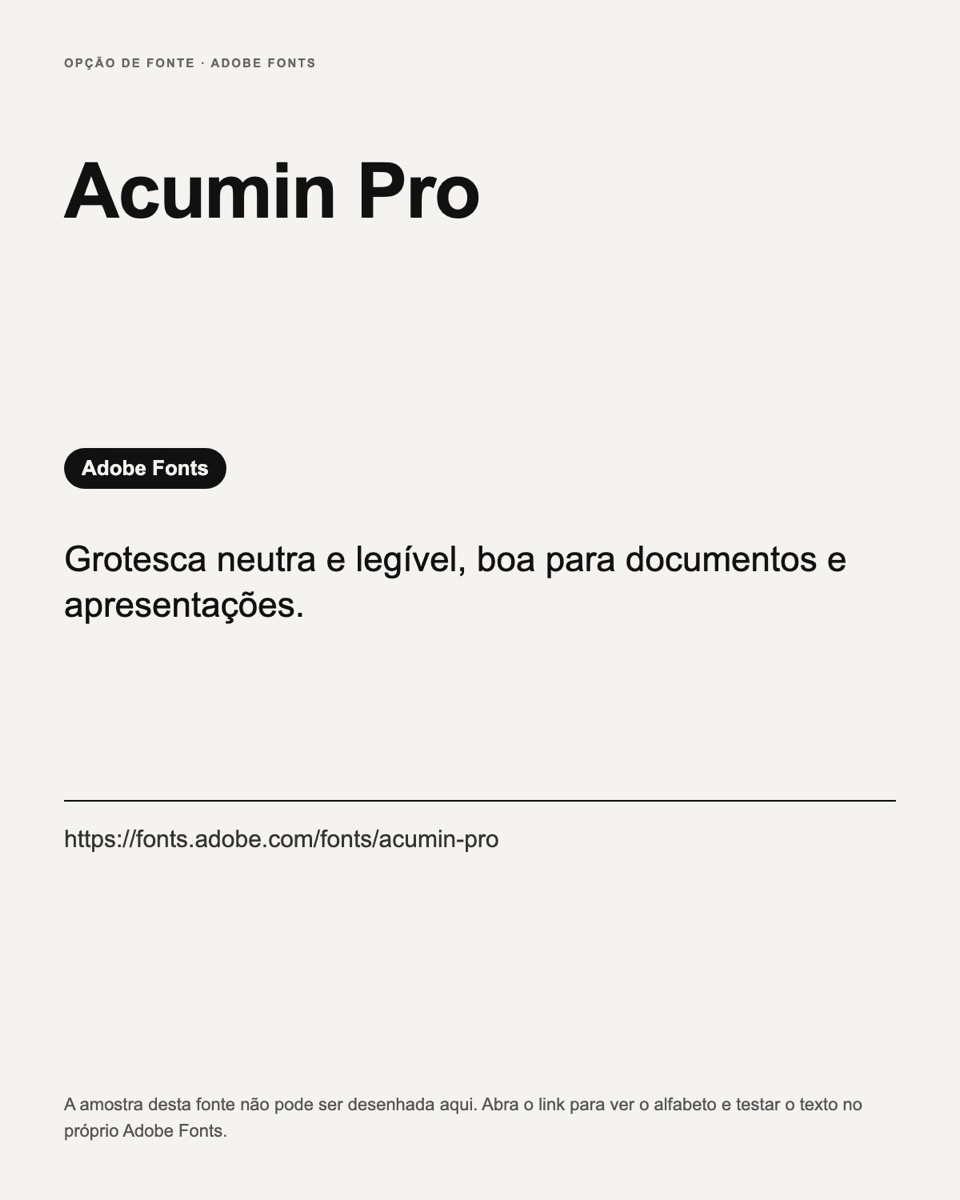 OPÇÃO DE FONTE · ADOBE FONTS
Acumin Pro
Adobe Fonts
Grotesca neutra e legível, boa para documentos e
apresentações.
https://fonts.adobe.com/fonts/acumin-pro
A amostra desta fonte não pode ser desenhada aqui. Abra o link para ver o alfabeto e testar o texto no
próprio Adobe Fonts.